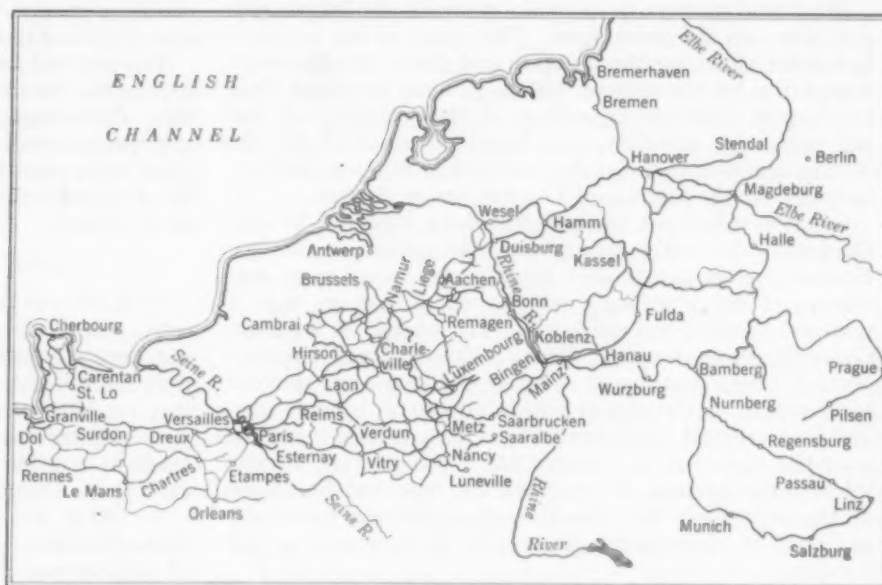 ENGLISH
CHANNEL
Elbe River
Bremerhaven
Bremen
Stendal
Berlin
Hanover
Magdeburg
Elbe River
Wesel
Hamm
Halle
Antwerp
Duisburg
Kassel
Brussels
Namur
Liege
Aachen
Rhine R.
Bonn
Cherbourg
Cambrai
Remagen
Fulda
Seine R.
Hirson
Charleville
Luxembourg
Koblenz
Bingen
Hanau
Prague
Carentan
St. Lo
Laon
Mainz
Wurzburg
Bamberg
Granville
Versailles
Reims
Saarbrucken
Nurnberg
Pilsen
Dol
Surdon
Dreux
Paris
Verdun
Metz
Saaralbe
Regensburg
Rennes
Chartres
Esternay
Vitry
Nancy
Passau
Le Mans
Etampes
Luneville
Linz
Orleans
Seine R.
Rhine
River
Munich
Salzburg